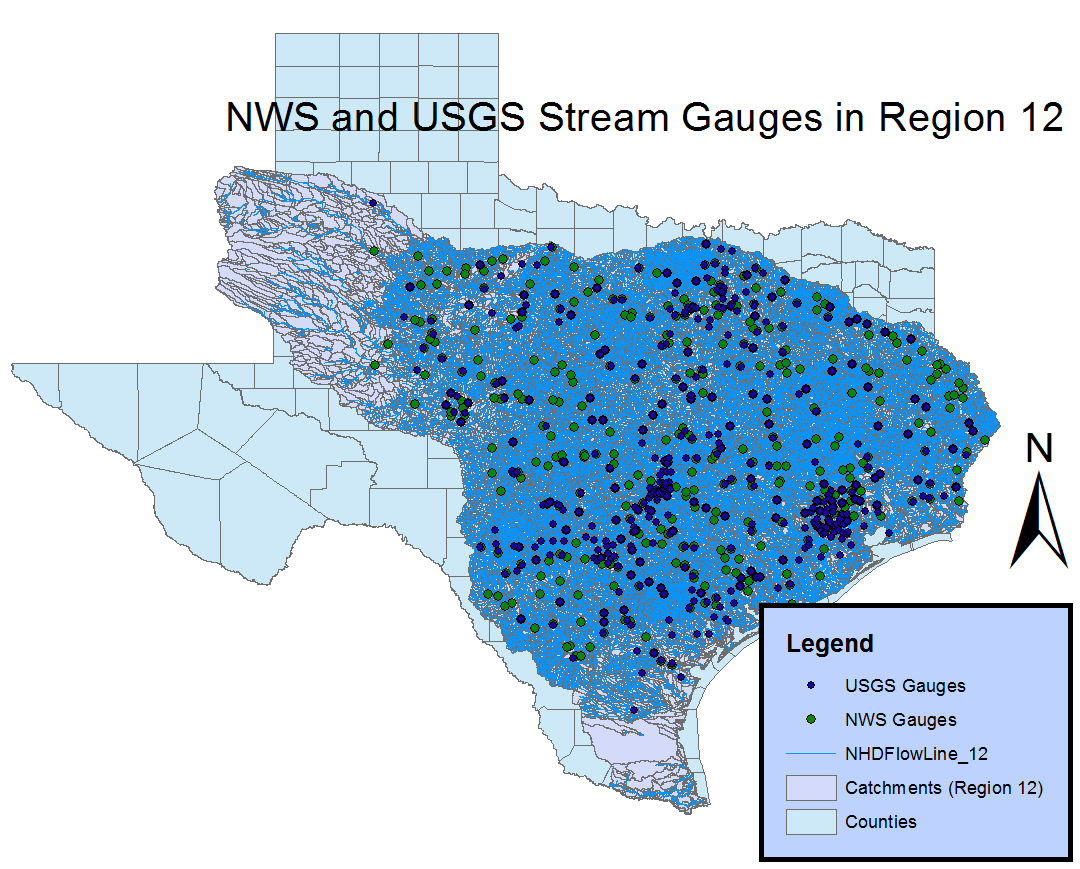 NWS and USGS Stream Gauges in Region 12
N
Legend
USGS Gauges
NWS Gauges
NHDFlowLine_12
Catchments (Region 12)
Counties